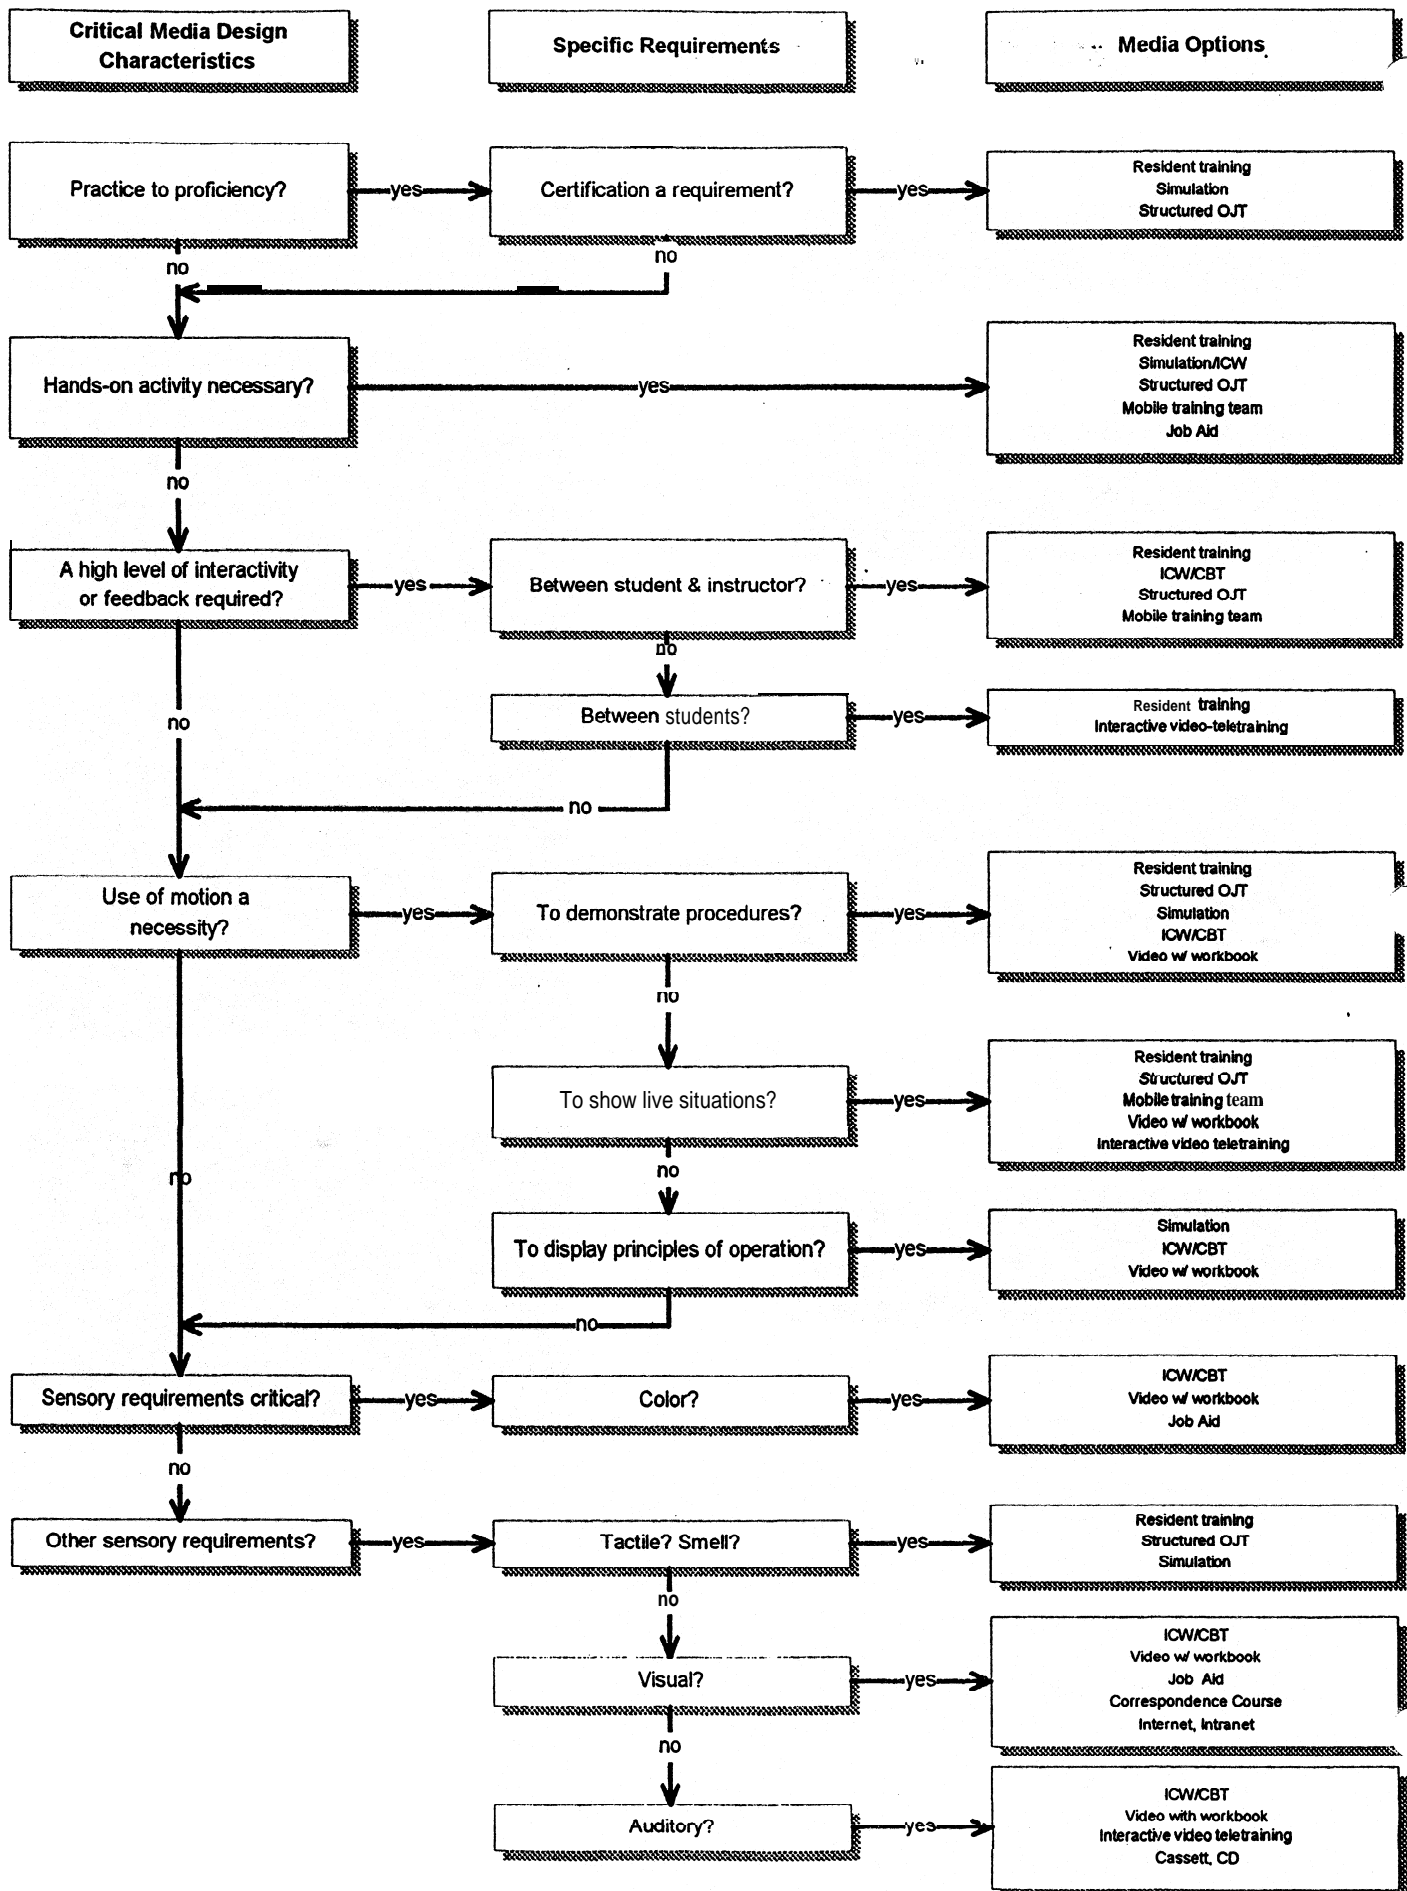 Critical Media Design
Characteristics
Specific Requirements
Media Options
Practice to proficiency?
yes
Certification a requirement?
yes
Resident training
Simulation
Structured OJT
no
no
Hands-on activity necessary?
yes
Resident training
Simulation/ICW
Structured OJT
Mobile training team
Job Aid
no
A high level of interactivity
or feedback required?
yes
Between student & instructor?
yes
Resident training
ICW/CBT
Structured OJT
Mobile training team
no
no
Between students?
yes
Resident training
Interactive video-teletraining
no
Use of motion a
necessity?
yes
To demonstrate procedures?
yes
Resident training
Structured OJT
Simulation
ICW/CBT
Video w/ workbook
no
To show live situations?
yes
Resident training
Structured OJT
Mobile training team
Video w/ workbook
Interactive video teletraining
no
no
To display principles of operation?
yes
Simulation
ICW/CBT
Video w/ workbook
no
Sensory requirements critical?
yes
Color?
yes
ICW/CBT
Video w/ workbook
Job Aid
no
Other sensory requirements?
yes
Tactile? Smell?
yes
Resident training
Structured OJT
Simulation
no
Visual?
yes
ICW/CBT
Video w/ workbook
Job Aid
Correspondence Course
Internet, Intranet
no
Auditory?
yes
ICW/CBT
Video with workbook
Interactive video teletraining
Cassett, CD